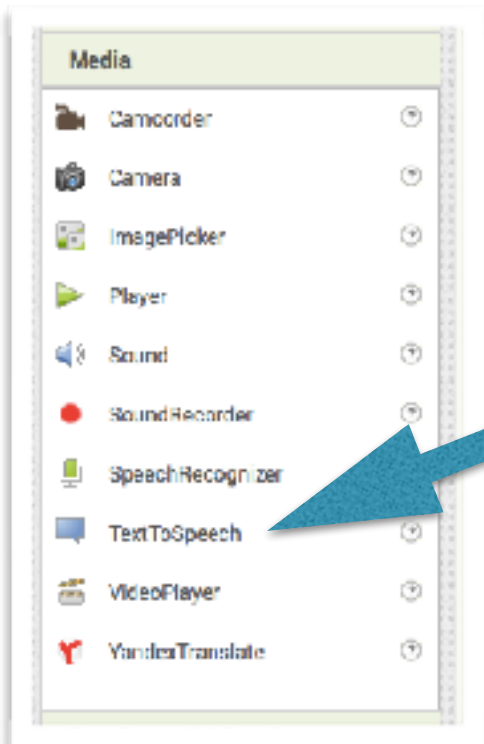 Media
Camcorder
Camera
ImagePicker
Player
Sound
SoundRecorder
SpeechRecognizer
TextToSpeech
VideoPlayer
YandexTranslate